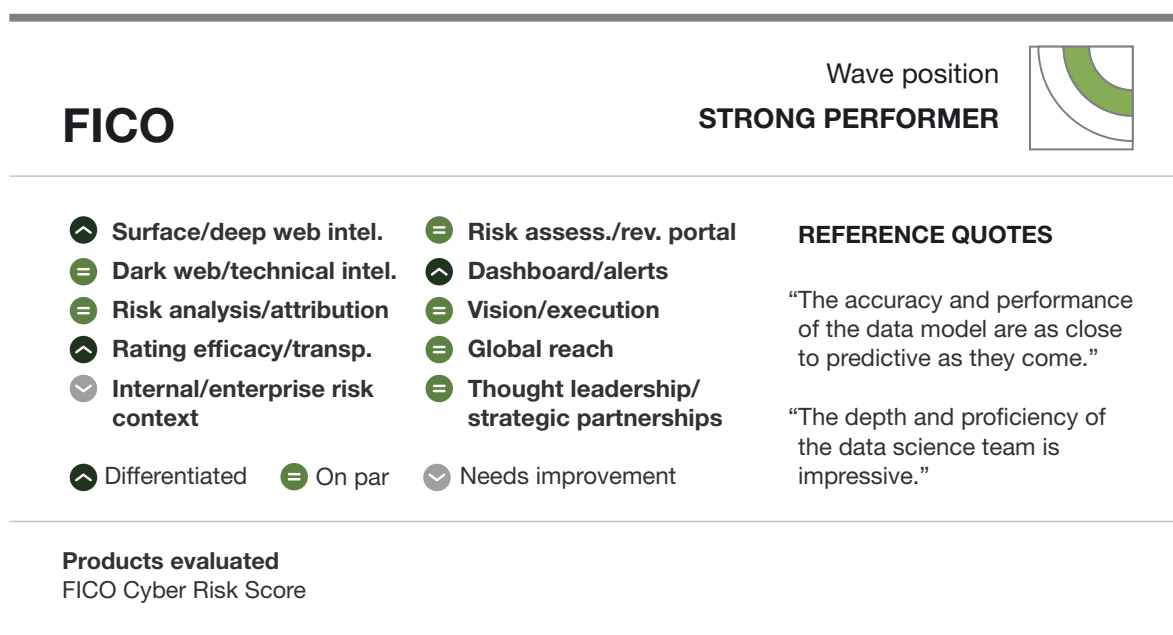 Wave position
STRONG PERFORMER
FICO
Surface/deep web intel.
Dark web/technical intel.
Risk analysis/attribution
Rating efficacy/transp.
Internal/enterprise risk
context
Risk assess./rev. portal
Dashboard/alerts
Vision/execution
Global reach
Thought leadership/
strategic partnerships
Differentiated
On par
Needs improvement
REFERENCE QUOTES
“The accuracy and performance
of the data model are as close
to predictive as they come.”
“The depth and proficiency of
the data science team is
impressive.”
Products evaluated
FICO Cyber Risk Score